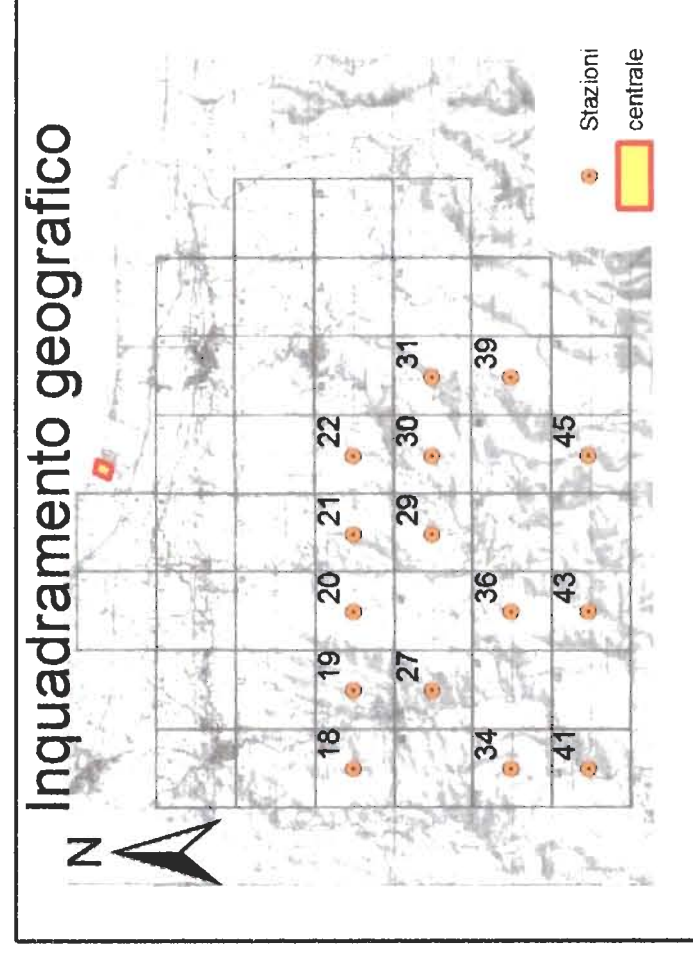 Inquadramento geografico
N
18 19 20 21 22
27 29 30 31
34 36 39
41 43 45
Stazioni
centrale